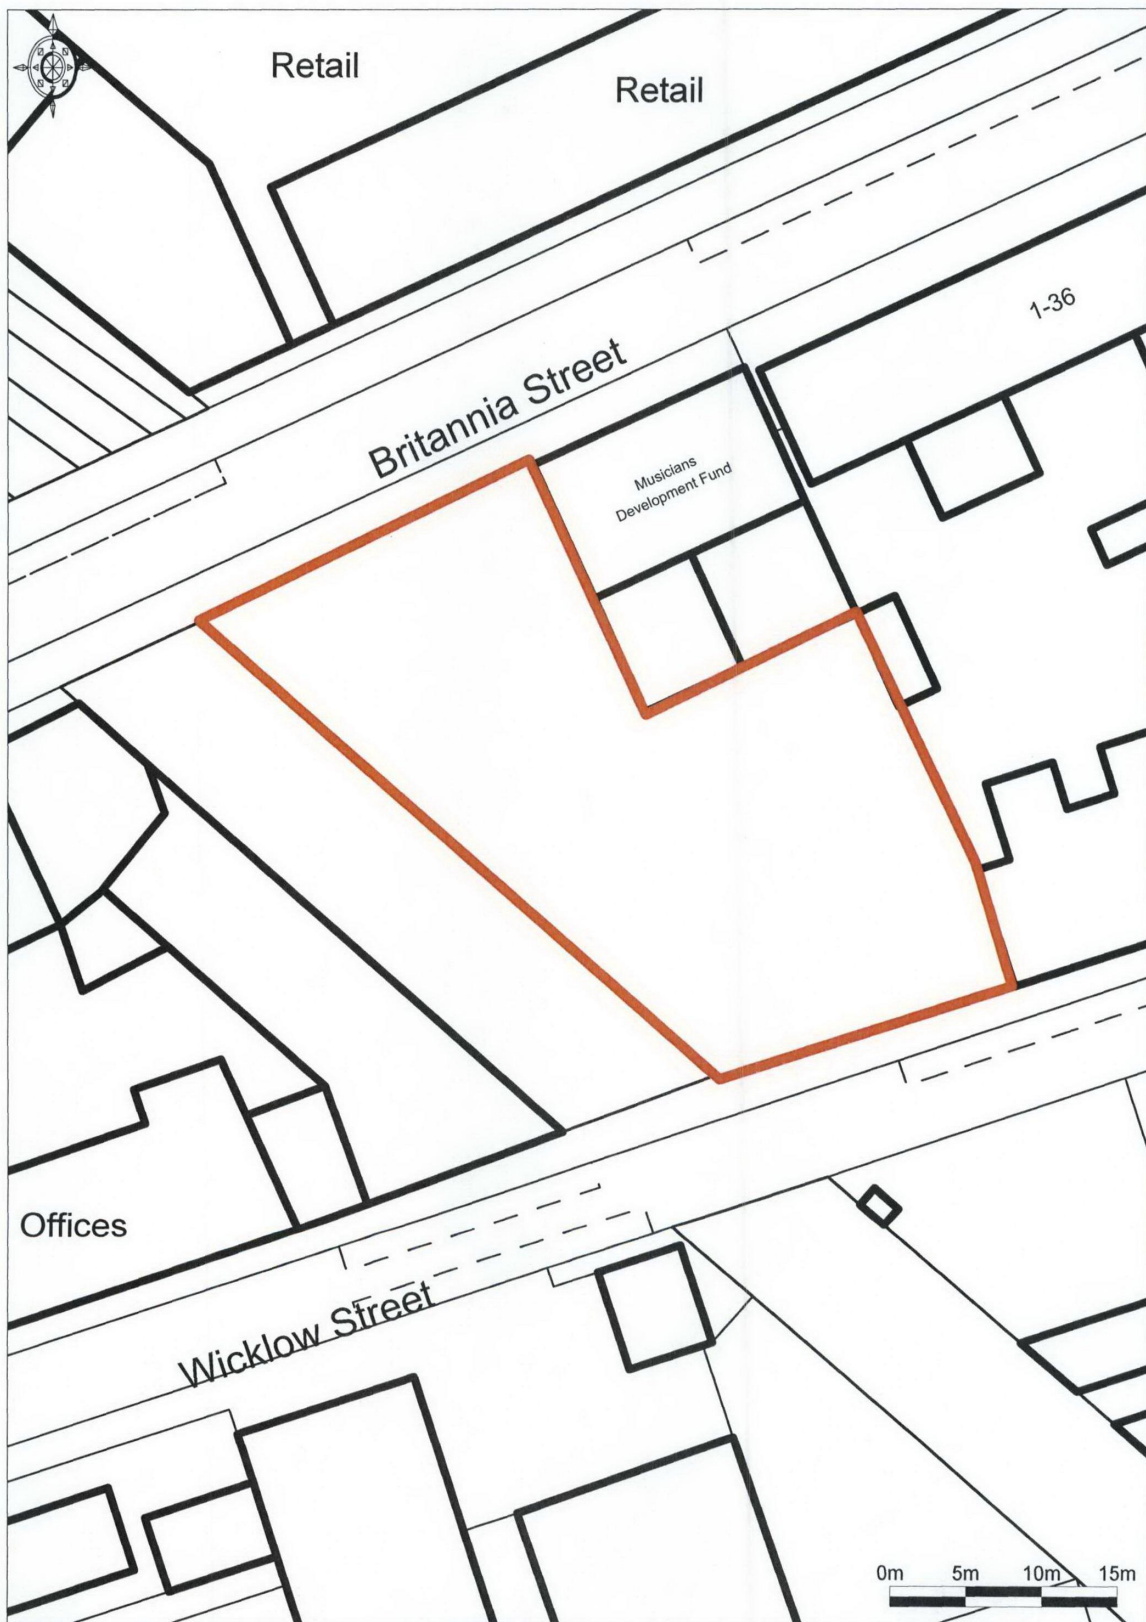 Retail
Retail
1-36
Britannia Street
Musicians
Development Fund
Offices
Wicklow Street
0m 5m 10m 15m